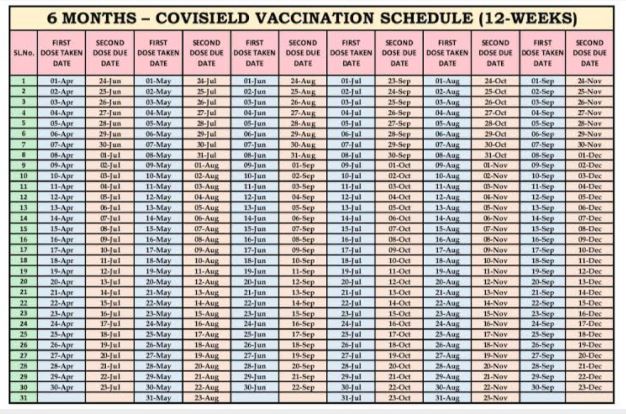 6 MONTHS – COVISIELD VACCINATION SCHEDULE (12-WEEKS)
SL.No. FIRST DOSE TAKEN DATE SECOND DOSE DUE DATE FIRST DOSE TAKEN DATE SECOND DOSE DUE DATE FIRST DOSE TAKEN DATE SECOND DOSE DUE DATE FIRST DOSE TAKEN DATE SECOND DOSE DUE DATE FIRST DOSE TAKEN DATE SECOND DOSE DUE DATE FIRST DOSE TAKEN DATE SECOND DOSE DUE DATE
1 01-Apr 24-Jun 01-May 24-Jul 01-Jun 24-Aug 01-Jul 23-Sep 01-Aug 24-Oct 01-Sep 24-Nov
2 02-Apr 25-Jun 02-May 25-Jul 02-Jun 25-Aug 02-Jul 24-Sep 02-Aug 25-Oct 02-Sep 25-Nov
3 03-Apr 26-Jun 03-May 26-Jul 03-Jun 26-Aug 03-Jul 25-Sep 03-Aug 26-Oct 03-Sep 26-Nov
4 04-Apr 27-Jun 04-May 27-Jul 04-Jun 27-Aug 04-Jul 26-Sep 04-Aug 27-Oct 04-Sep 27-Nov
5 05-Apr 28-Jun 05-May 28-Jul 05-Jun 28-Aug 05-Jul 27-Sep 05-Aug 28-Oct 05-Sep 28-Nov
6 06-Apr 29-Jun 06-May 29-Jul 06-Jun 29-Aug 06-Jul 28-Sep 06-Aug 29-Oct 06-Sep 29-Nov
7 07-Apr 30-Jun 07-May 30-Jul 07-Jun 30-Aug 07-Jul 29-Sep 07-Aug 30-Oct 07-Sep 30-Nov
8 08-Apr 01-Jul 08-May 31-Jul 08-Jun 31-Aug 08-Jul 30-Sep 08-Aug 31-Oct 08-Sep 01-Dec
9 09-Apr 02-Jul 09-May 01-Aug 09-Jun 01-Sep 09-Jul 01-Oct 09-Aug 01-Nov 09-Sep 02-Dec
10 10-Apr 03-Jul 10-May 02-Aug 10-Jun 02-Sep 10-Jul 02-Oct 10-Aug 02-Nov 10-Sep 03-Dec
11 11-Apr 04-Jul 11-May 03-Aug 11-Jun 03-Sep 11-Jul 03-Oct 11-Aug 03-Nov 11-Sep 04-Dec
12 12-Apr 05-Jul 12-May 04-Aug 12-Jun 04-Sep 12-Jul 04-Oct 12-Aug 04-Nov 12-Sep 05-Dec
13 13-Apr 06-Jul 13-May 05-Aug 13-Jun 05-Sep 13-Jul 05-Oct 13-Aug 05-Nov 13-Sep 06-Dec
14 14-Apr 07-Jul 14-May 06-Aug 14-Jun 06-Sep 14-Jul 06-Oct 14-Aug 06-Nov 14-Sep 07-Dec
15 15-Apr 08-Jul 15-May 07-Aug 15-Jun 07-Sep 15-Jul 07-Oct 15-Aug 07-Nov 15-Sep 08-Dec
16 16-Apr 09-Jul 16-May 08-Aug 16-Jun 08-Sep 16-Jul 08-Oct 16-Aug 08-Nov 16-Sep 09-Dec
17 17-Apr 10-Jul 17-May 09-Aug 17-Jun 09-Sep 17-Jul 09-Oct 17-Aug 09-Nov 17-Sep 10-Dec
18 18-Apr 11-Jul 18-May 10-Aug 18-Jun 10-Sep 18-Jul 10-Oct 18-Aug 10-Nov 18-Sep 11-Dec
19 19-Apr 12-Jul 19-May 11-Aug 19-Jun 11-Sep 19-Jul 11-Oct 19-Aug 11-Nov 19-Sep 12-Dec
20 20-Apr 13-Jul 20-May 12-Aug 20-Jun 12-Sep 20-Jul 12-Oct 20-Aug 12-Nov 20-Sep 13-Dec
21 21-Apr 14-Jul 21-May 13-Aug 21-Jun 13-Sep 21-Jul 13-Oct 21-Aug 13-Nov 21-Sep 14-Dec
22 22-Apr 15-Jul 22-May 14-Aug 22-Jun 14-Sep 22-Jul 14-Oct 22-Aug 14-Nov 22-Sep 15-Dec
23 23-Apr 16-Jul 23-May 15-Aug 23-Jun 15-Sep 23-Jul 15-Oct 23-Aug 15-Nov 23-Sep 16-Dec
24 24-Apr 17-Jul 24-May 16-Aug 24-Jun 16-Sep 24-Jul 16-Oct 24-Aug 16-Nov 24-Sep 17-Dec
25 25-Apr 18-Jul 25-May 17-Aug 25-Jun 17-Sep 25-Jul 17-Oct 25-Aug 17-Nov 25-Sep 18-Dec
26 26-Apr 19-Jul 26-May 18-Aug 26-Jun 18-Sep 26-Jul 18-Oct 26-Aug 18-Nov 26-Sep 19-Dec
27 27-Apr 20-Jul 27-May 19-Aug 27-Jun 19-Sep 27-Jul 19-Oct 27-Aug 19-Nov 27-Sep 20-Dec
28 28-Apr 21-Jul 28-May 20-Aug 28-Jun 20-Sep 28-Jul 20-Oct 28-Aug 20-Nov 28-Sep 21-Dec
29 29-Apr 22-Jul 29-May 21-Aug 29-Jun 21-Sep 29-Jul 21-Oct 29-Aug 21-Nov 29-Sep 22-Dec
30 30-Apr 23-Jul 30-May 22-Aug 30-Jun 22-Sep 30-Jul 22-Oct 30-Aug 22-Nov 30-Sep 23-Dec
31 31-May 23-Aug 31-Jul 23-Oct 31-Aug 23-Nov